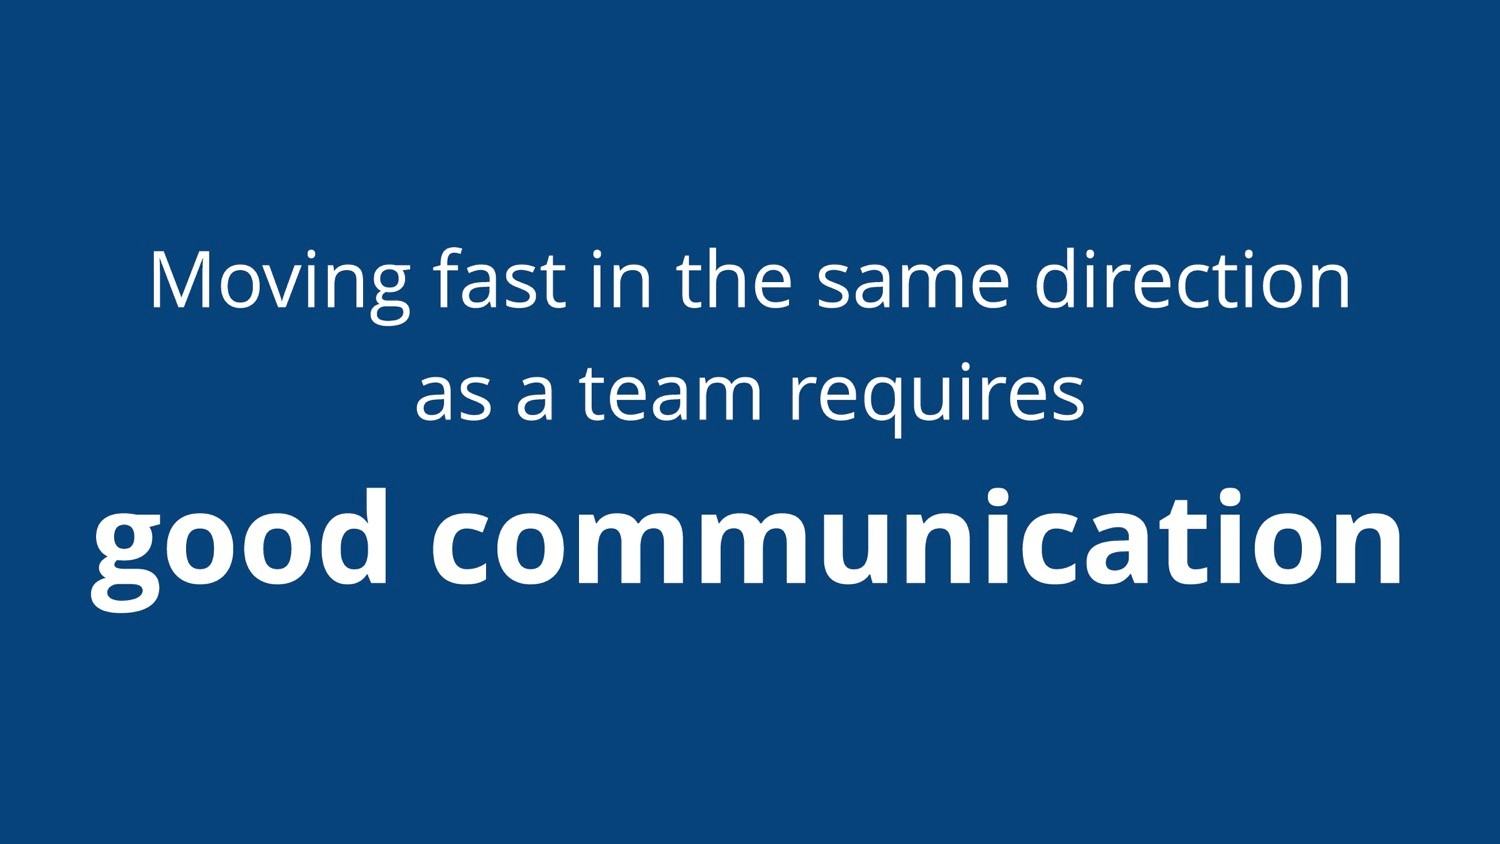 Moving fast in the same direction
as a team requires
good communication